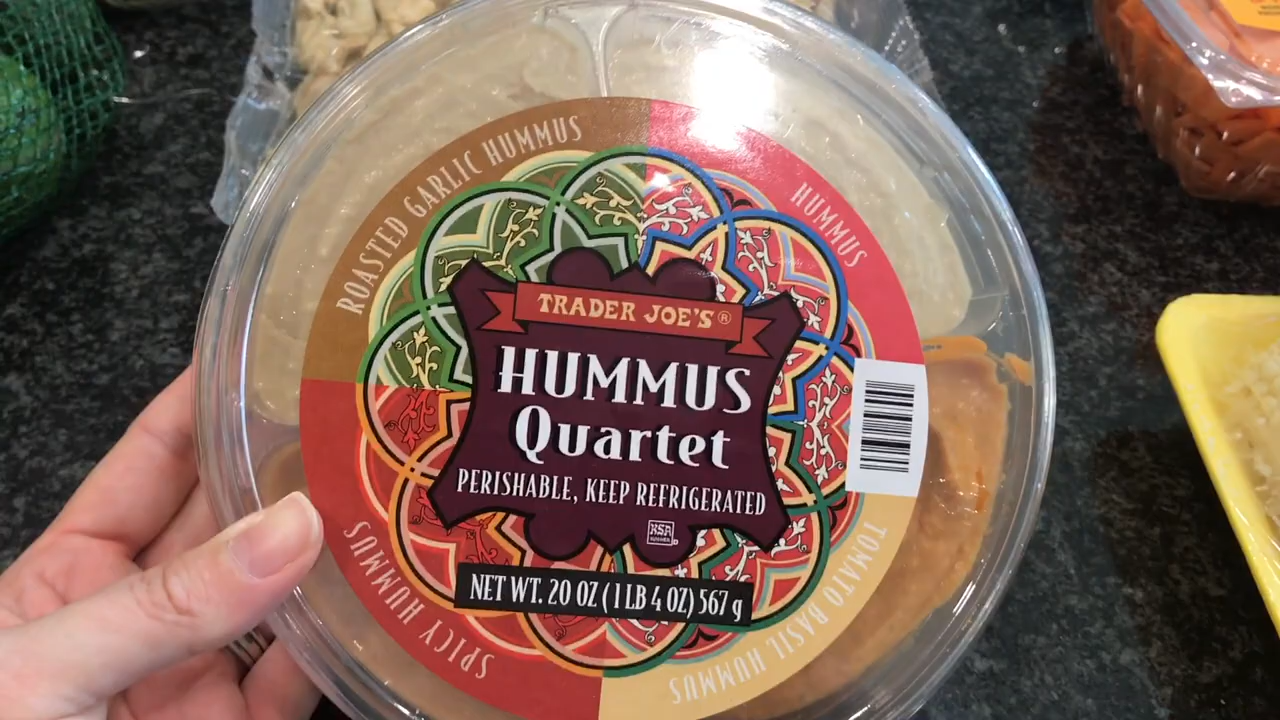 ROASTED GARLIC HUMMUS
HUMMUS
TRADER JOE'S®
HUMMUS
Quartet
PERISHABLE, KEEP REFRIGERATED
KSA
NET WT. 20 OZ (1 LB 4 OZ) 567 g
SPICY HUMMUS
TOMATO BASIL HUMMUS